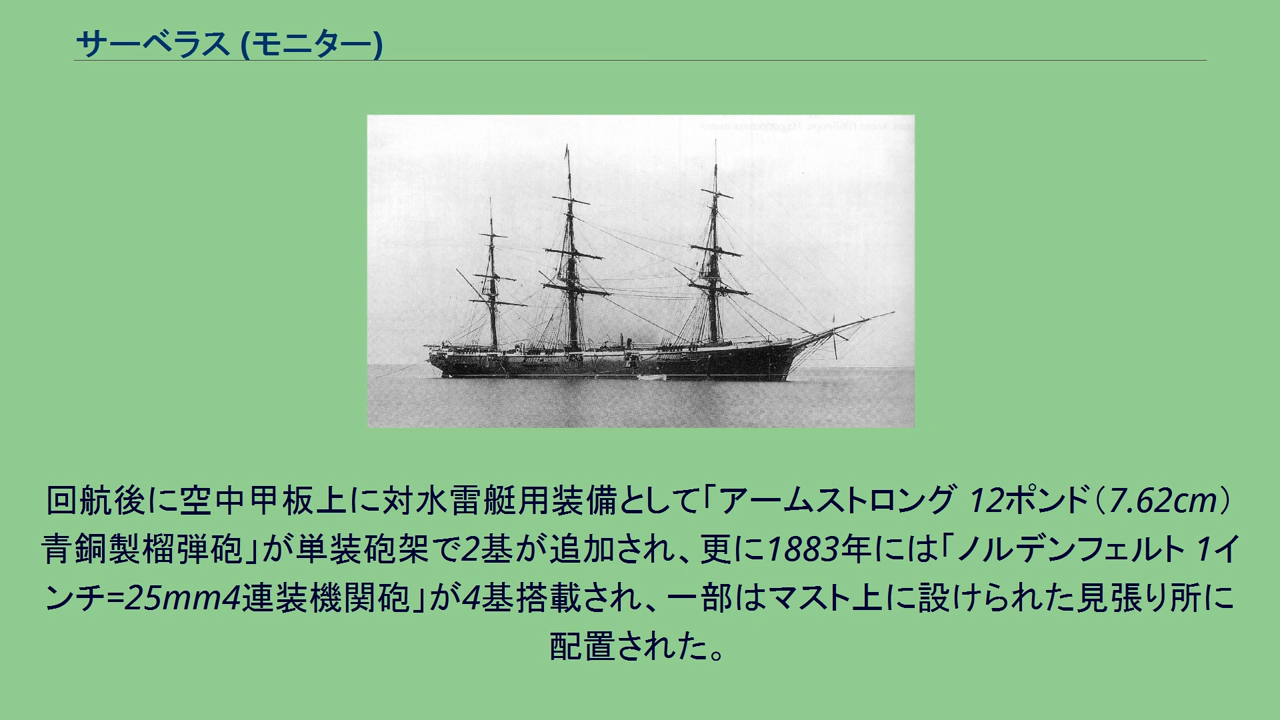 サーベラス (モニター)
回航後に空中甲板上に対水雷艇用装備として「アームストロング 12ポンド（7.62cm）
青銅製榴弾砲」が単装砲架で2基が追加され、更に1883年には「ノルデンフェルト 1イ
ンチ=25mm4連装機関砲」が4基搭載され、一部はマスト上に設けられた見張り所に
配置された。